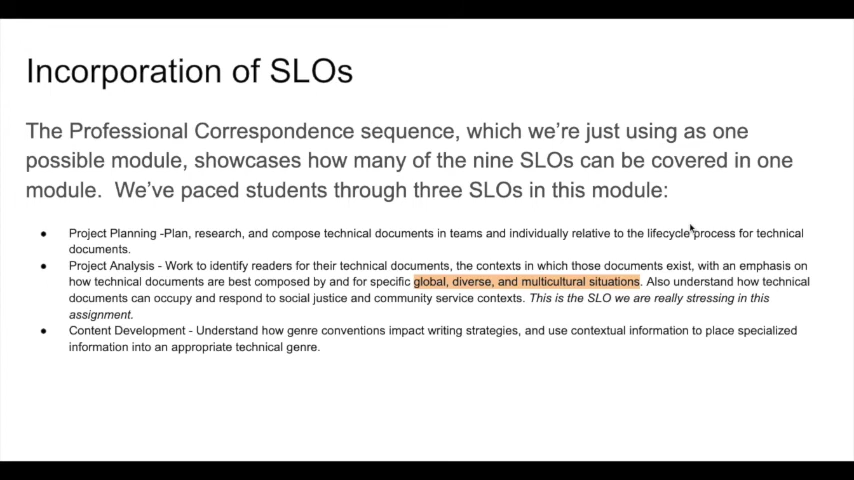 Incorporation of SLOs
The Professional Correspondence sequence, which we're just using as one
possible module, showcases how many of the nine SLOs can be covered in one
module.  We've paced students through three SLOs in this module:
● Project Planning -Plan, research, and compose technical documents in teams and individually relative to the lifecycle process for technical
documents.
● Project Analysis - Work to identify readers for their technical documents, the contexts in which those documents exist, with an emphasis on
how technical documents are best composed by and for specific global, diverse, and multicultural situations. Also understand how technical
documents can occupy and respond to social justice and community service contexts. This is the SLO we are really stressing in this
assignment.
● Content Development - Understand how genre conventions impact writing strategies, and use contextual information to place specialized
information into an appropriate technical genre.